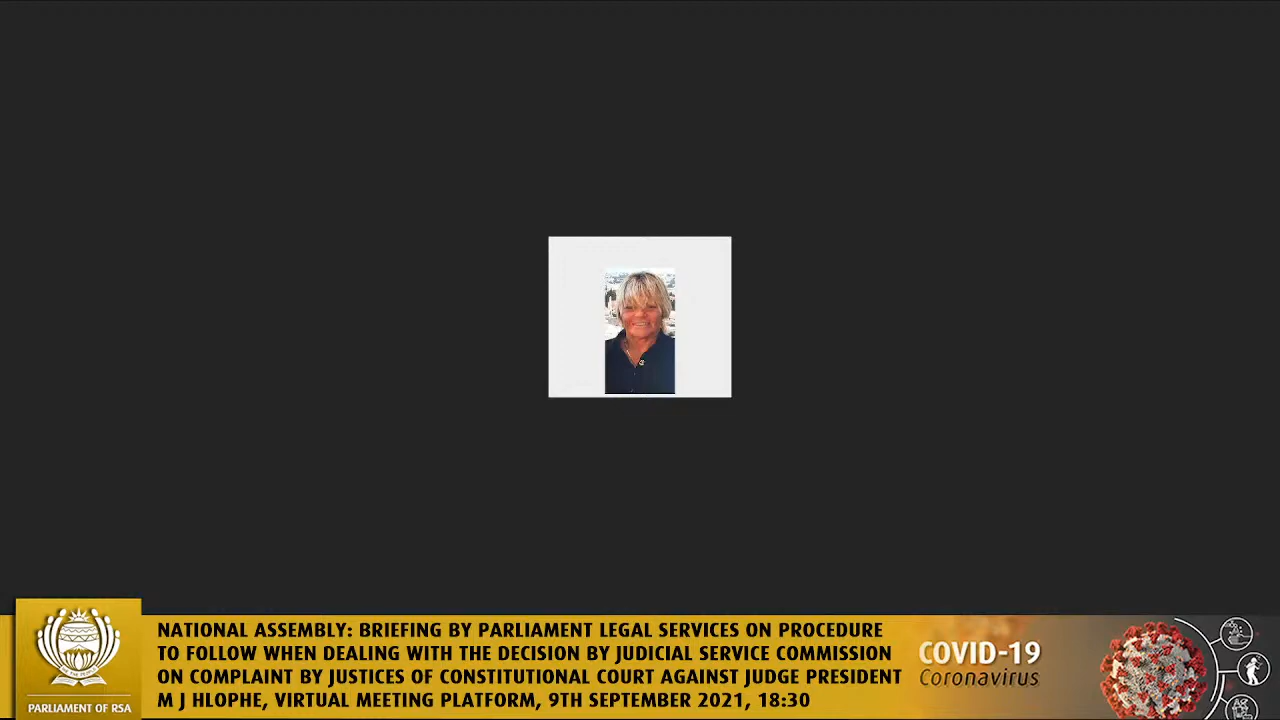 NATIONAL ASSEMBLY: BRIEFING BY PARLIAMENT LEGAL SERVICES ON PROCEDURE
TO FOLLOW WHEN DEALING WITH THE DECISION BY JUDICIAL SERVICE COMMISSION
ON COMPLAINT BY JUSTICES OF CONSTITUTIONAL COURT AGAINST JUDGE PRESIDENT
M J HLOPHE, VIRTUAL MEETING PLATFORM, 9TH SEPTEMBER 2021, 18:30
PARLIAMENT OF RSA
COVID-19
Coronavirus